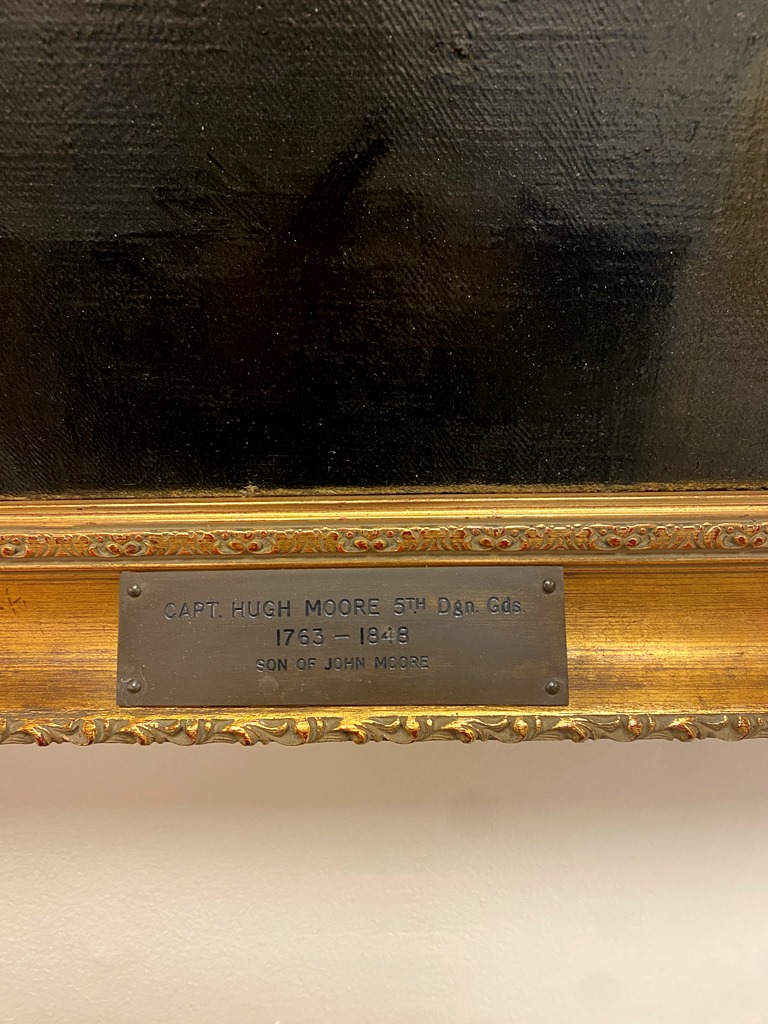 CAPT. HUGH MOORE 5TH Dgn. Gds.
1763 – 1848
SON OF JOHN MOORE